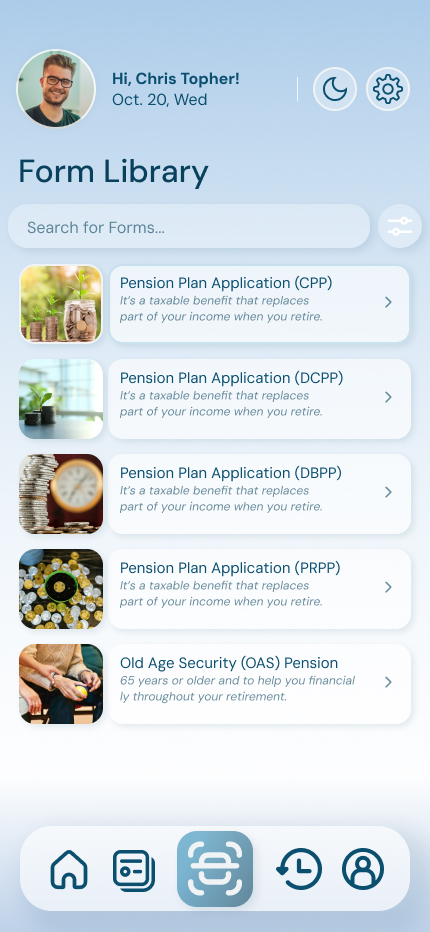 Hi, Chris Topher!
Oct. 20, Wed
Form Library
Search for Forms...
Pension Plan Application (CPP)
It's a taxable benefit that replaces
part of your income when you retire.
Pension Plan Application (DCPP)
It's a taxable benefit that replaces
part of your income when you retire.
Pension Plan Application (DBPP)
It's a taxable benefit that replaces
part of your income when you retire.
Pension Plan Application (PRPP)
It's a taxable benefit that replaces
part of your income when you retire.
Old Age Security (OAS) Pension
65 years or older and to help you financial
ly throughout your retirement.